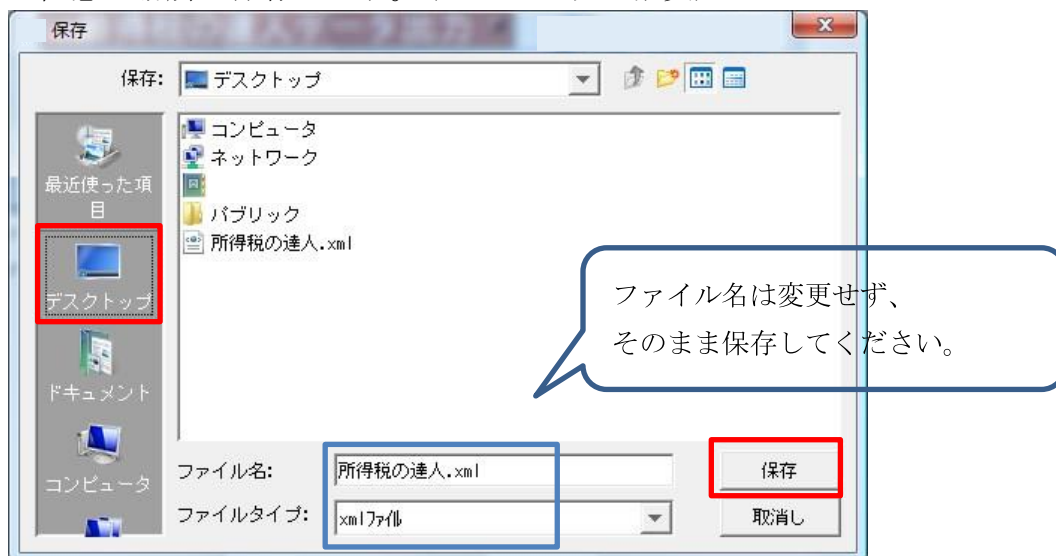 保存
保存:
デスクトップ
コンピュータ
ネットワーク
パブリック
所得税の達人.xml
最近使った項
目
デスクトップ
ドキュメント
コンピュータ
ファイル名は変更せず、
そのまま保存してください。
ファイル名:
所得税の達人.xml
保存
ファイルタイプ:
xmlファイル
取消し